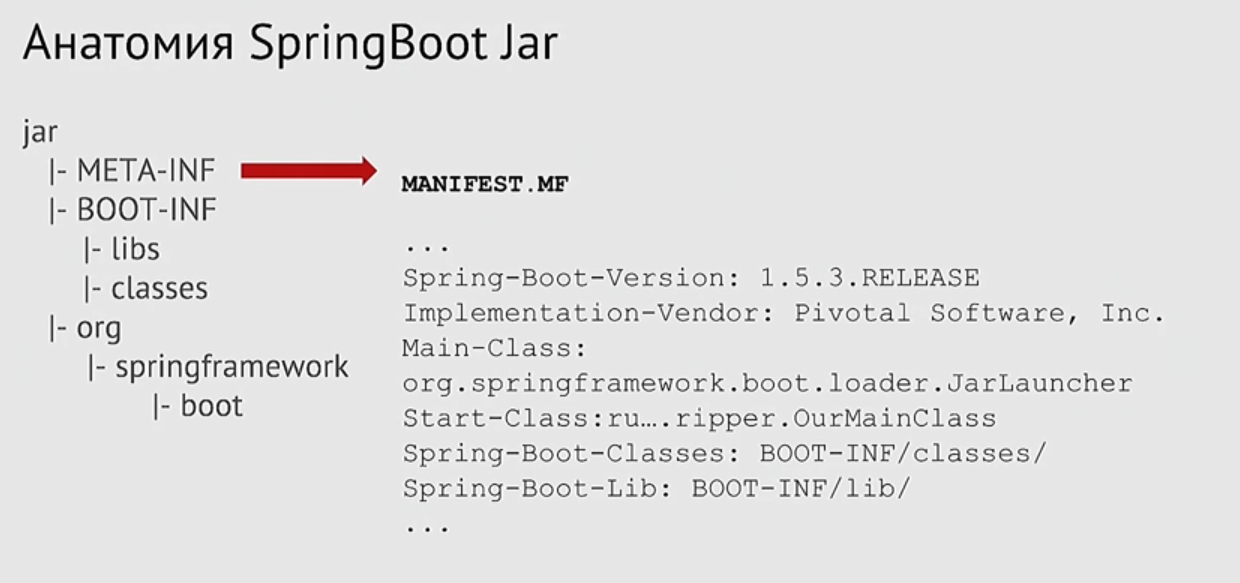 Анатомия SpringBoot Jar
jar
|- META-INF
|- BOOT-INF
|- libs
|- classes
|- org
|- springframework
|- boot
MANIFEST.MF
...
Spring-Boot-Version: 1.5.3.RELEASE
Implementation-Vendor: Pivotal Software, Inc.
Main-Class:
org.springframework.boot.loader.JarLauncher
Start-Class:ru….ripper.OurMainClass
Spring-Boot-Classes: BOOT-INF/classes/
Spring-Boot-Lib: BOOT-INF/lib/
...